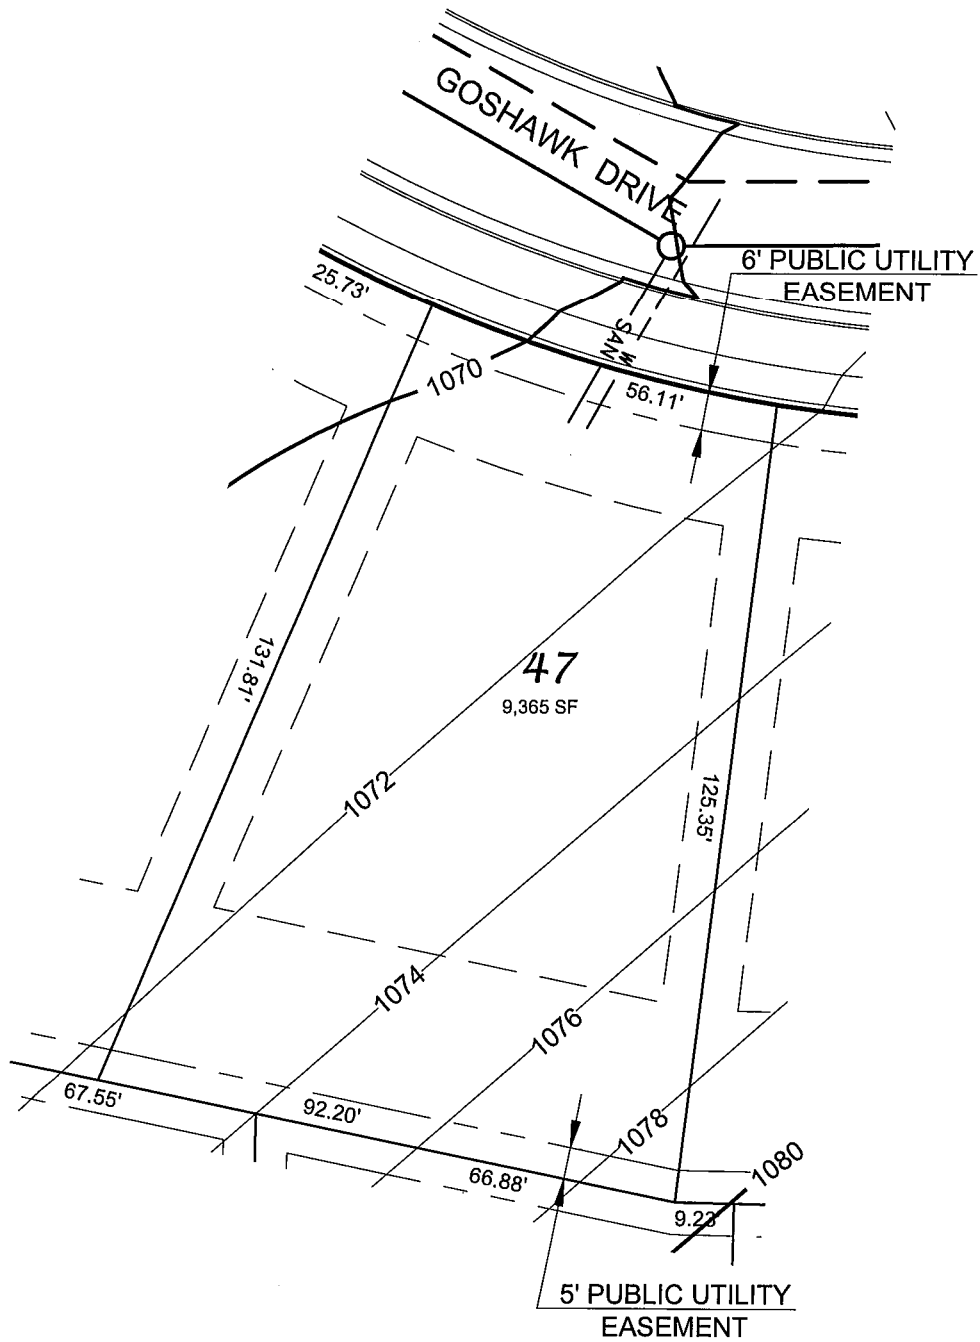 GOSHAWK DRIVE
6' PUBLIC UTILITY
EASEMENT
25.73'
SAN
W
1070
56.11'
131.81'
47
9,365 SF
1072
125.35'
1074
1076
67.55'
92.20'
1078
66.88'
1080
9.23
5' PUBLIC UTILITY
EASEMENT